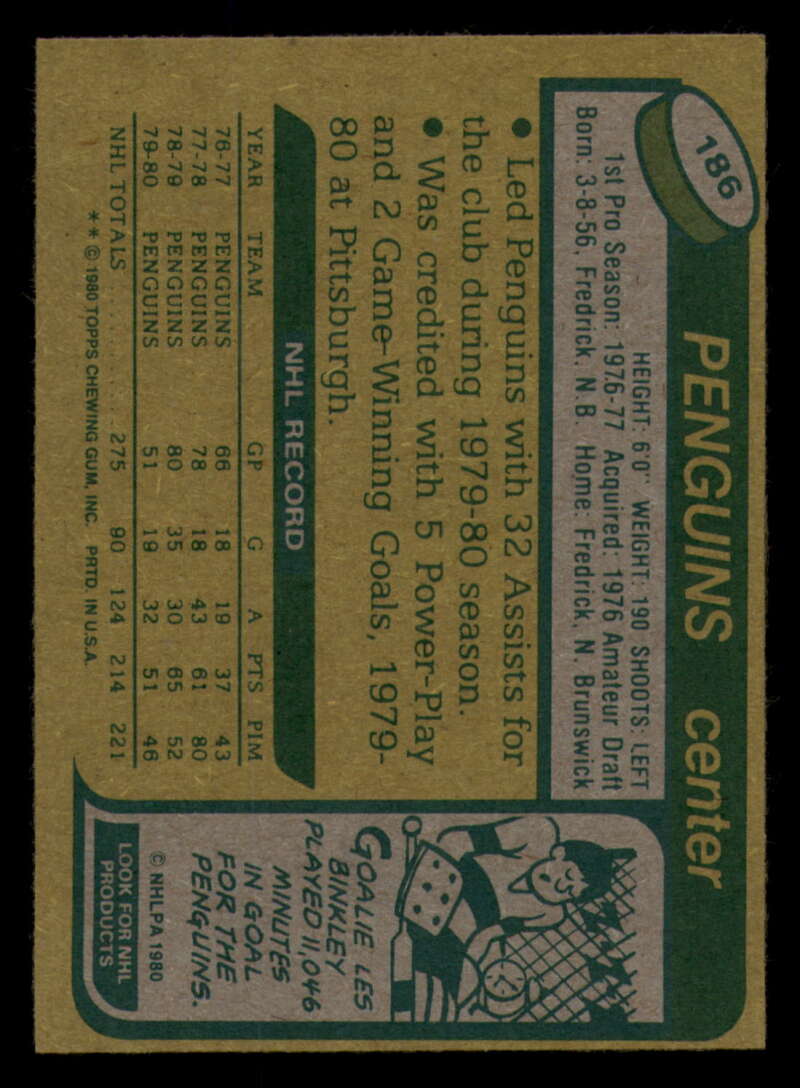 186
PENGUINS center
HEIGHT: 6'0" WEIGHT: 190 SHOOTS: LEFT
1st Pro Season: 1976-77 Acquired: 1976 Amateur Draft
Born: 3-8-56, Fredrick, N.B. Home: Fredrick, N. Brunswick
• Led Penguins with 32 Assists for
the club during 1979-80 season.
• Was credited with 5 Power-Play
and 2 Game-Winning Goals, 1979-
80 at Pittsburgh.
NHL RECORD
YEAR TEAM GP G A PTS PIM
76-77 PENGUINS 66 18 19 37 43
77-78 PENGUINS 78 18 43 61 80
78-79 PENGUINS 80 35 30 65 52
79-80 PENGUINS 51 19 32 51 46
NHL TOTALS . . . . . . . . . . . 275 90 124 214 221
** © 1980 TOPPS CHEWING GUM, INC. PRTD. IN U.S.A.
GOALIE LES
BINKLEY
PLAYED 11,046
MINUTES
IN GOAL
FOR THE
PENGUINS.
© NHLPA 1980
LOOK FOR NHL
PRODUCTS